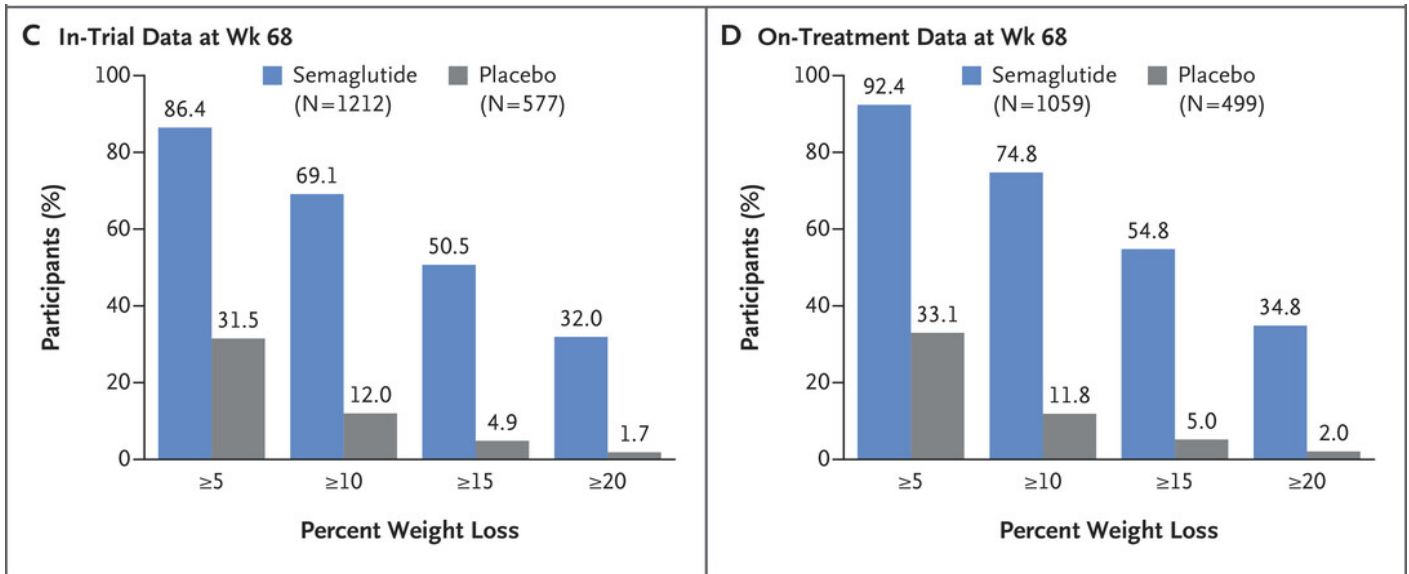 C In-Trial Data at Wk 68
Semaglutide
(N=1212)
Placebo
(N=577)
Participants (%)
100
80
60
40
20
0
86.4
31.5
69.1
12.0
50.5
4.9
32.0
1.7
≥5
≥10
≥15
≥20
Percent Weight Loss
D On-Treatment Data at Wk 68
Semaglutide
(N=1059)
Placebo
(N=499)
Participants (%)
100
80
60
40
20
0
92.4
33.1
74.8
11.8
54.8
5.0
34.8
2.0
≥5
≥10
≥15
≥20
Percent Weight Loss